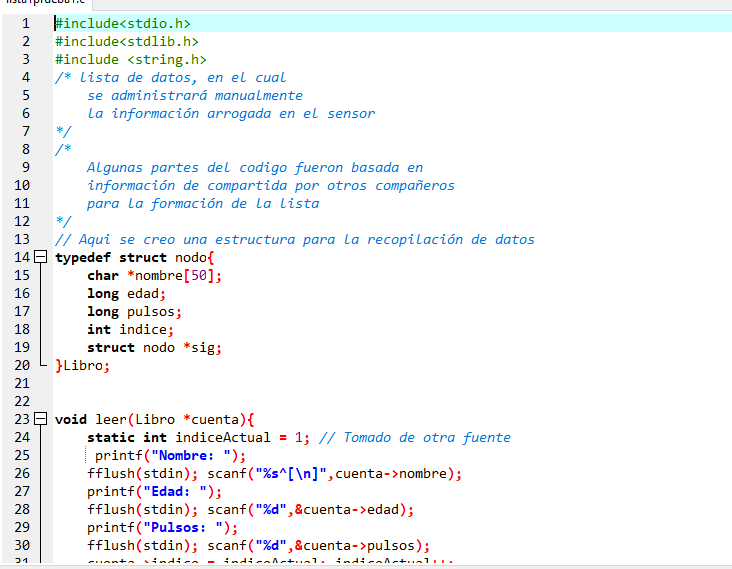 lista1prueba1.c
1 #include<stdio.h>
2 #include<stdlib.h>
3 #include <string.h>
4 /* lista de datos, en el cual
5 se administrará manualmente
6 la información arrogada en el sensor
7 */
8 /*
9 Algunas partes del codigo fueron basada en
10 información de compartida por otros compañeros
11 para la formación de la lista
12 */
13 // Aqui se creo una estructura para la recopilación de datos
14 typedef struct nodo{
15 char *nombre[50];
16 long edad;
17 long pulsos;
18 int indice;
19 struct nodo *sig;
20 }Libro;
21
22
23 void leer(Libro *cuenta){
24 static int indiceActual = 1; // Tomado de otra fuente
25 printf("Nombre: ");
26 fflush(stdin); scanf("%s^[\n]",cuenta->nombre);
27 printf("Edad: ");
28 fflush(stdin); scanf("%d",&cuenta->edad);
29 printf("Pulsos: ");
30 fflush(stdin); scanf("%d",&cuenta->pulsos);
31 cuenta->indice = indiceActual; indiceActual++;